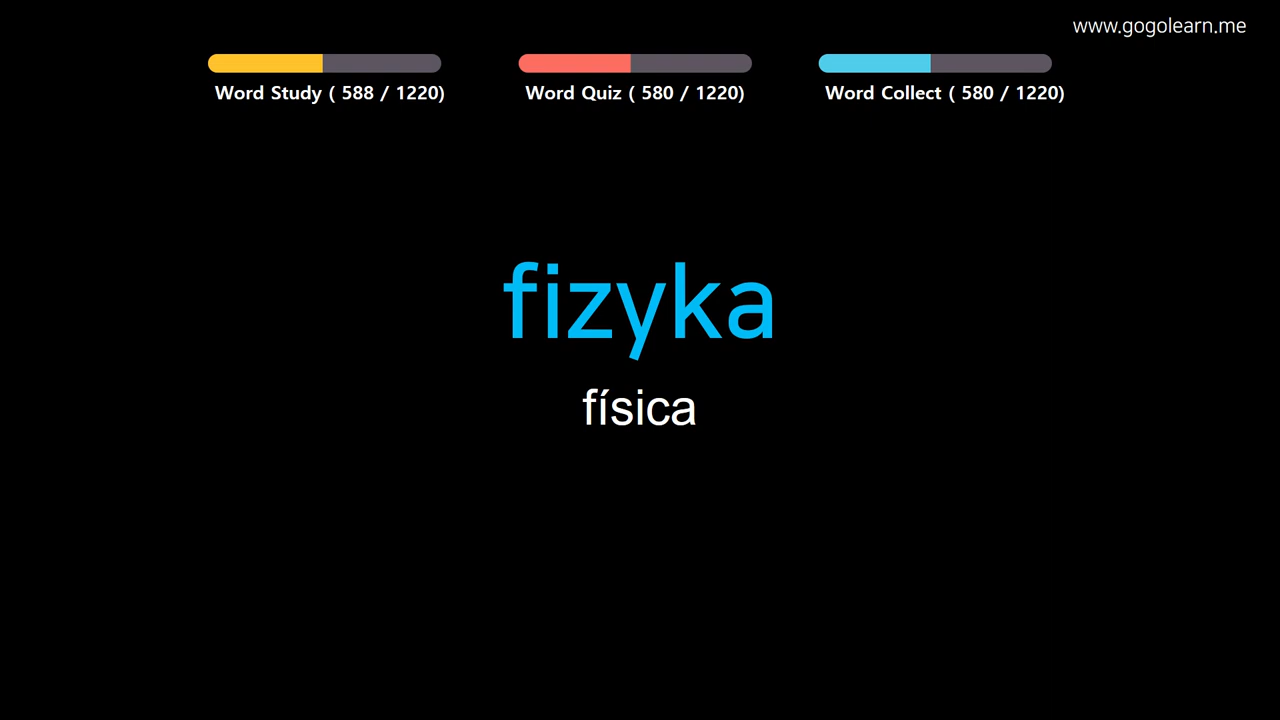 www.gogolearn.me
Word Study ( 588 / 1220)
Word Quiz ( 580 / 1220)
Word Collect ( 580 / 1220)
fizyka
física